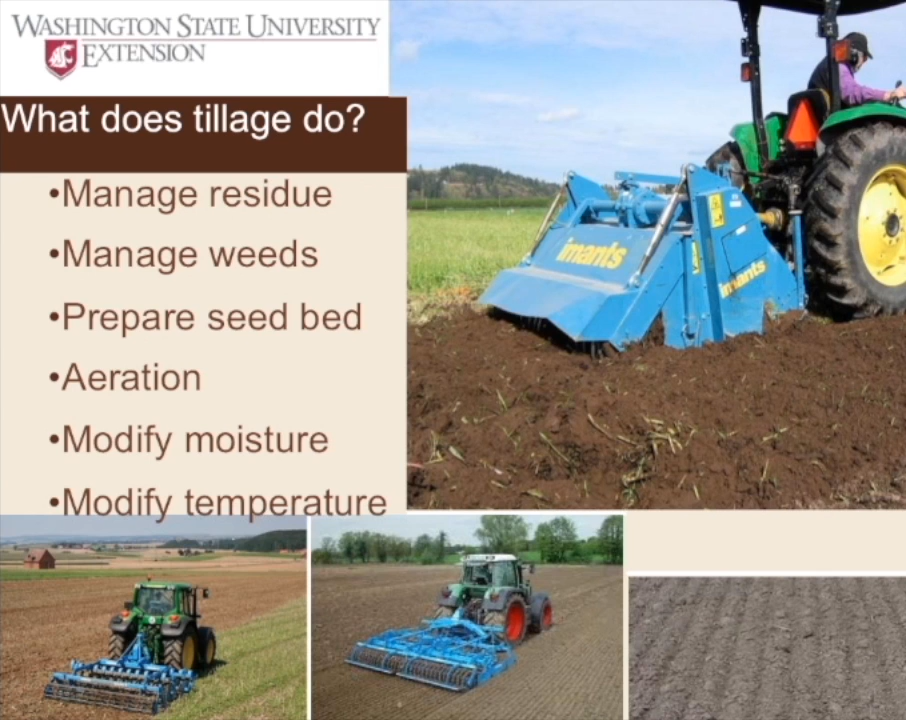 WASHINGTON STATE UNIVERSITY
EXTENSION
What does tillage do?
•Manage residue
•Manage weeds
•Prepare seed bed
•Aeration
•Modify moisture
•Modify temperature
imants
imants